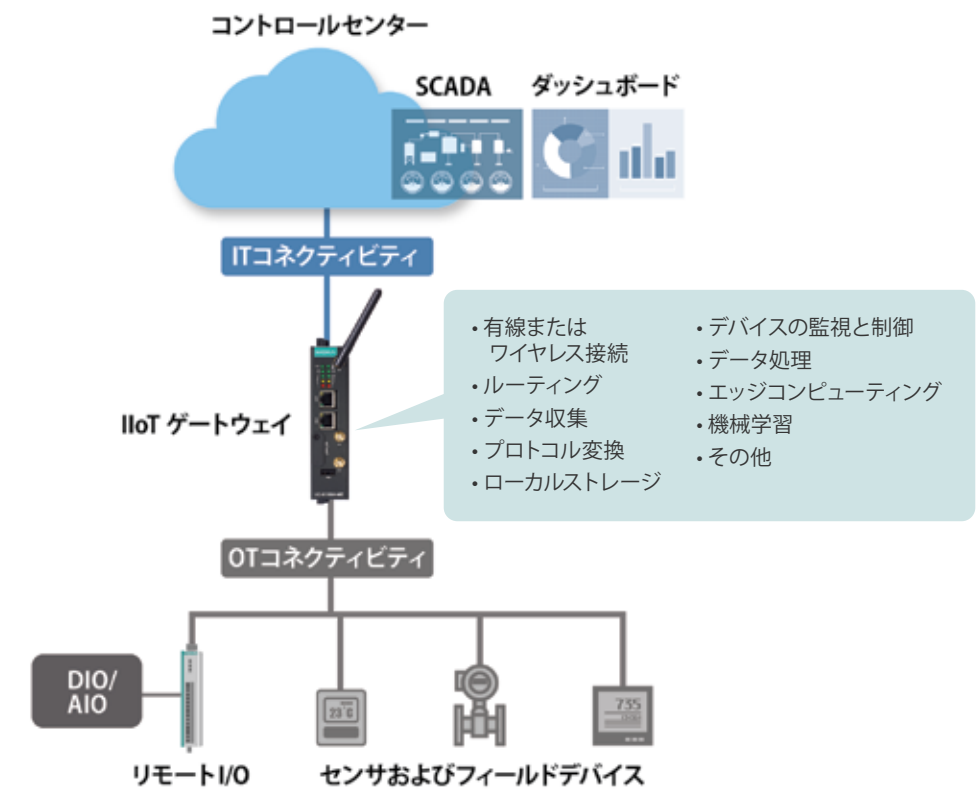 コントロールセンター
SCADA
ダッシュボード
ITコネクティビティ
IIoT ゲートウェイ
・有線または
ワイヤレス接続
・ルーティング
・データ収集
・プロトコル変換
・ローカルストレージ
・デバイスの監視と制御
・データ処理
・エッジコンピューティング
・機械学習
・その他
OTコネクティビティ
DIO/
AIO
23°C
735
リモートI/O
センサおよびフィールドデバイス